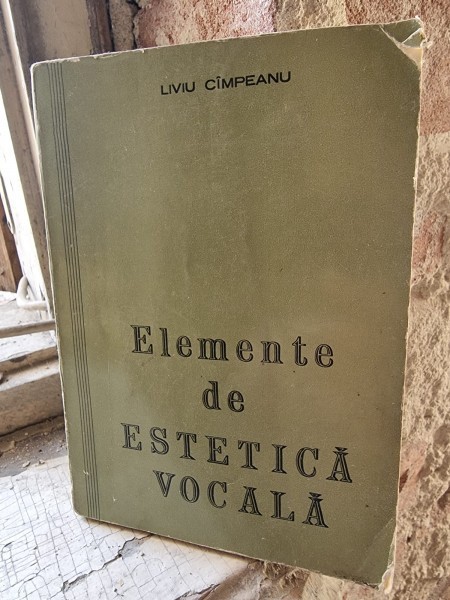 LIVIU CÎMPEANU
Elemente
de
ESTETICĂ
VOCALĂ